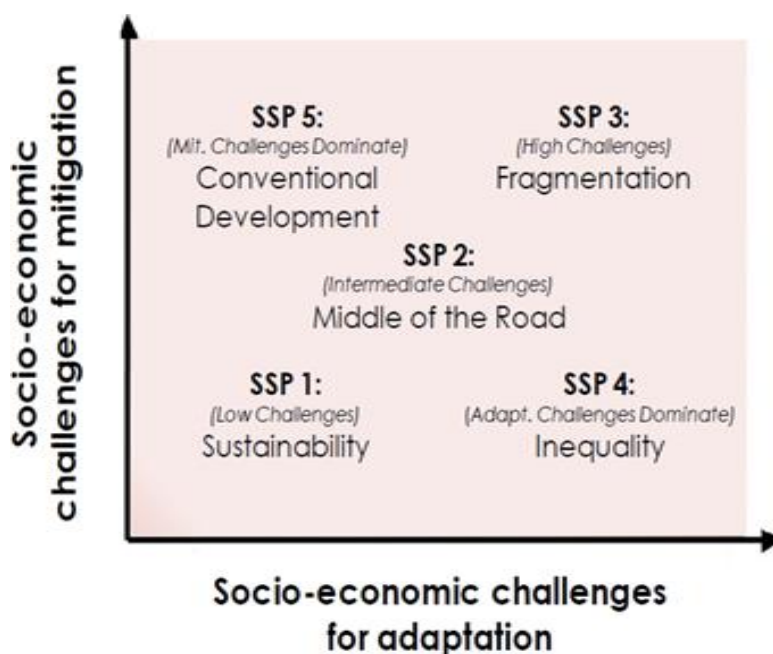 Socio-economic
challenges for mitigation
SSP 5:
(Mit. Challenges Dominate)
Conventional
Development
SSP 3:
(High Challenges)
Fragmentation
SSP 2:
(Intermediate Challenges)
Middle of the Road
SSP 1:
(Low Challenges)
Sustainability
SSP 4:
(Adapt. Challenges Dominate)
Inequality
Socio-economic challenges
for adaptation